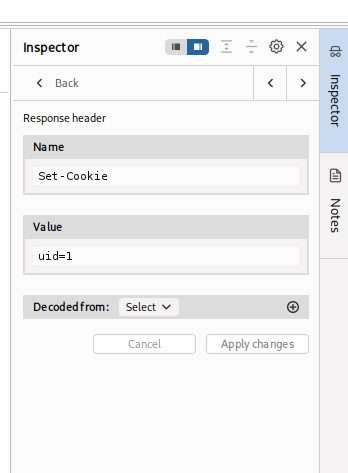 Inspector
Back
Response header
Name
Set-Cookie
Value
uid=1
Decoded from: Select
Cancel Apply changes
Inspector
Notes